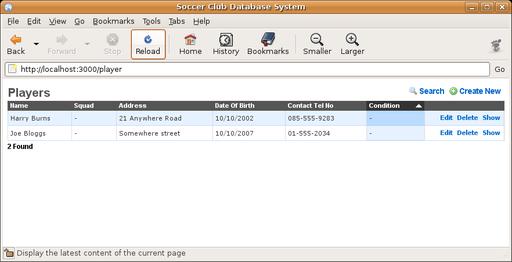 Soccer Club Database System
File Edit View Go Bookmarks Tools Tabs Help
Back Forward Stop Reload Home History Bookmarks Smaller Larger
http://localhost:3000/player Go
Players
Search Create New
Name Squad Address Date Of Birth Contact Tel No Condition
Harry Burns - 21 Anywhere Road 10/10/2002 085-555-9283 - Edit Delete Show
Joe Bloggs - Somewhere street 10/10/2007 01-555-2034 - Edit Delete Show
2 Found
Display the latest content of the current page